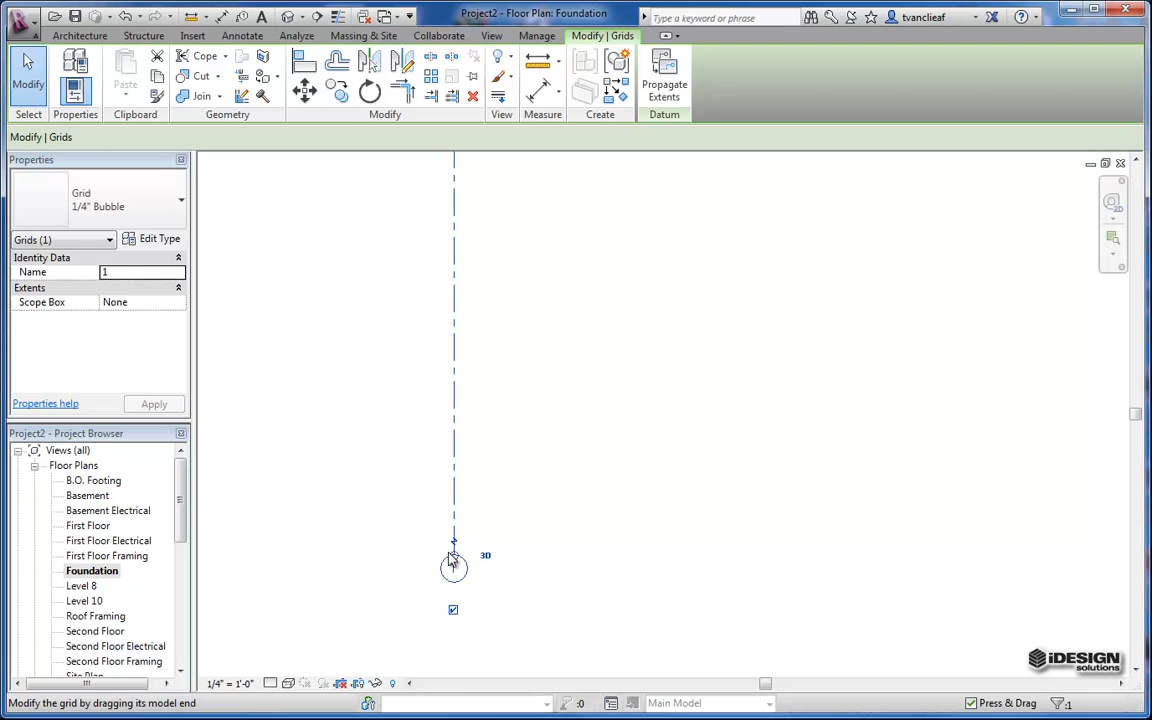 Project2 - Floor Plan: Foundation
Type a keyword or phrase
tvanclieaf
Architecture Structure Insert Annotate Analyze Massing & Site Collaborate View Manage Modify | Grids
Modify
Paste
Cope
Cut
Join
Propagate
Extents
Select Properties Clipboard Geometry Modify View Measure Create Datum
Modify | Grids
Properties
Grid
1/4" Bubble
Grids (1) Edit Type
Identity Data
Name 1
Extents
Scope Box None
Properties help Apply
Project2 - Project Browser
Views (all)
Floor Plans
B.O. Footing
Basement
Basement Electrical
First Floor
First Floor Electrical
First Floor Framing
Foundation
Level 8
Level 10
Roof Framing
Second Floor
Second Floor Electrical
Second Floor Framing
Site Plan
3D
2D
iDESIGN
solutions
1/4" = 1'-0"
Modify the grid by dragging its model end
:0
Main Model
Press & Drag
:1